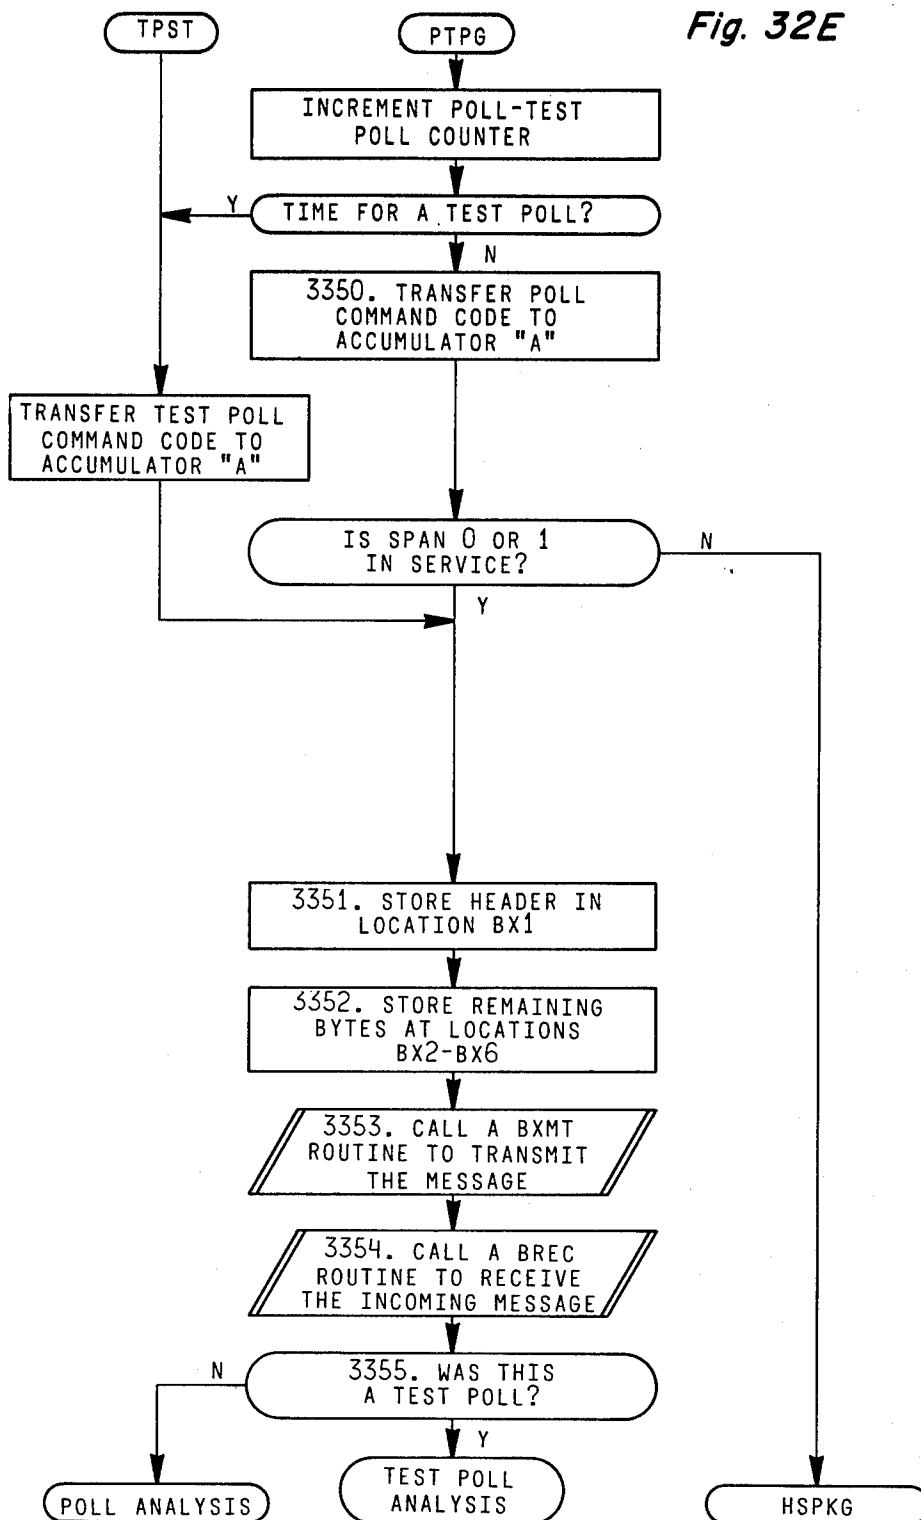 TPST
PTPG
Fig. 32E
INCREMENT POLL-TEST
POLL COUNTER
Y
TIME FOR A TEST POLL?
N
3350. TRANSFER POLL
COMMAND CODE TO
ACCUMULATOR "A"
TRANSFER TEST POLL
COMMAND CODE TO
ACCUMULATOR "A"
IS SPAN 0 OR 1
IN SERVICE?
N
Y
3351. STORE HEADER IN
LOCATION BX1
3352. STORE REMAINING
BYTES AT LOCATIONS
BX2-BX6
3353. CALL A BXMT
ROUTINE TO TRANSMIT
THE MESSAGE
3354. CALL A BREC
ROUTINE TO RECEIVE
THE INCOMING MESSAGE
N
3355. WAS THIS
A TEST POLL?
Y
POLL ANALYSIS
TEST POLL
ANALYSIS
HSPKG